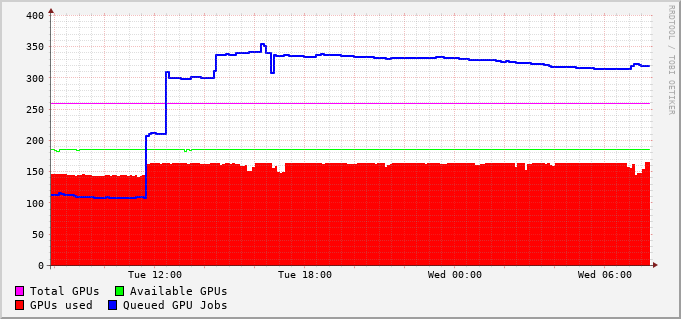 400
350
300
250
200
150
100
50
0
Tue 12:00 Tue 18:00 Wed 00:00 Wed 06:00
Total GPUs Available GPUs
GPUs used Queued GPU Jobs
RRDTOOL / TOBI OETIKER